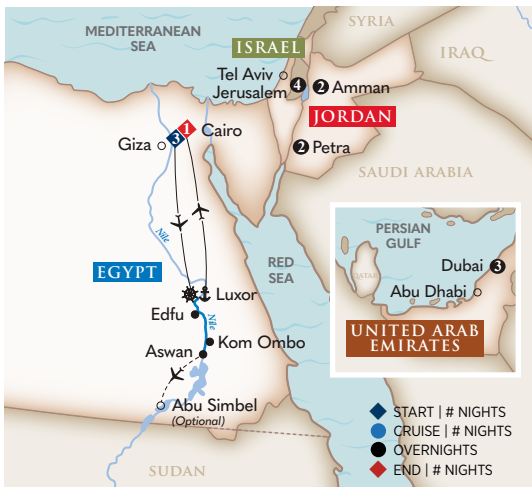 MEDITERRANEAN
SEA
SYRIA
ISRAEL
IRAQ
Tel Aviv
Jerusalem
4
2 Amman
JORDAN
1
3
Cairo
Giza
2 Petra
SAUDI ARABIA
Nile
PERSIAN
GULF
RED
SEA
QATAR
Dubai 3
Abu Dhabi
EGYPT
Luxor
Edfu
Nile
UNITED ARAB
EMIRATES
Kom Ombo
Aswan
Abu Simbel
(Optional)
START | # NIGHTS
CRUISE | # NIGHTS
OVERNIGHTS
END | # NIGHTS
SUDAN